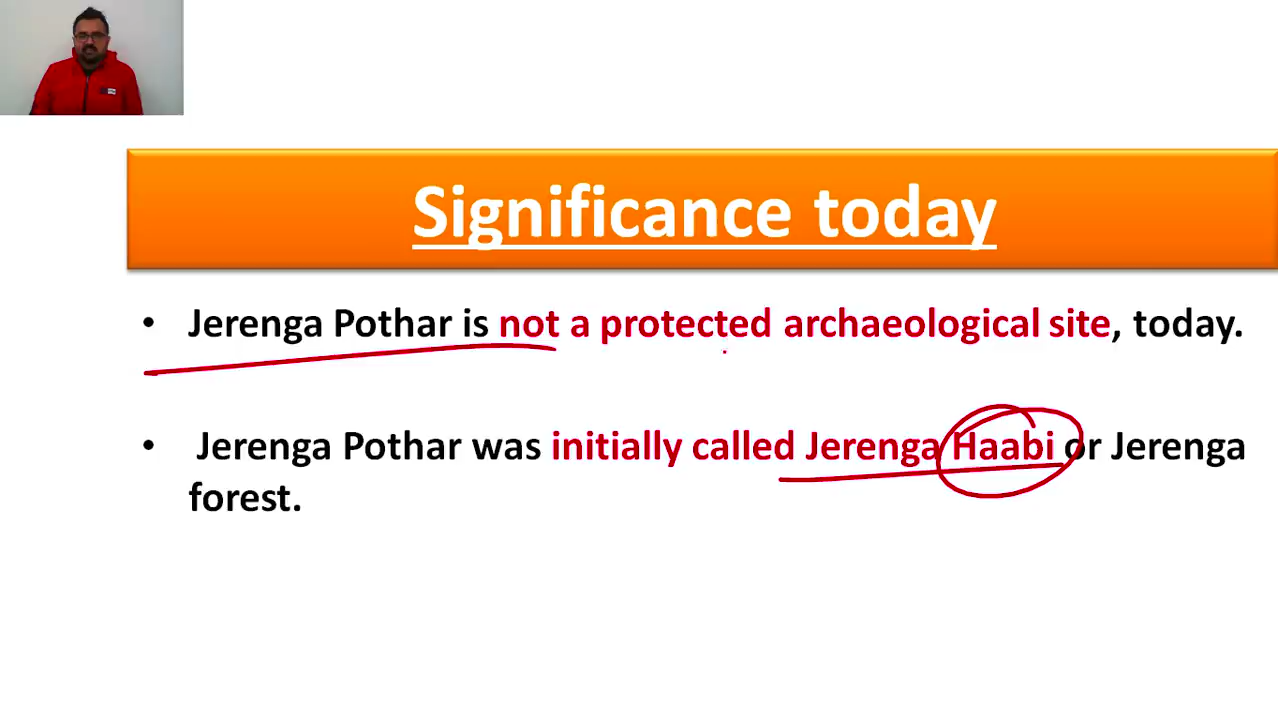 Significance today
• Jerenga Pothar is not a protected archaeological site, today.
• Jerenga Pothar was initially called Jerenga Haabi or Jerenga
forest.